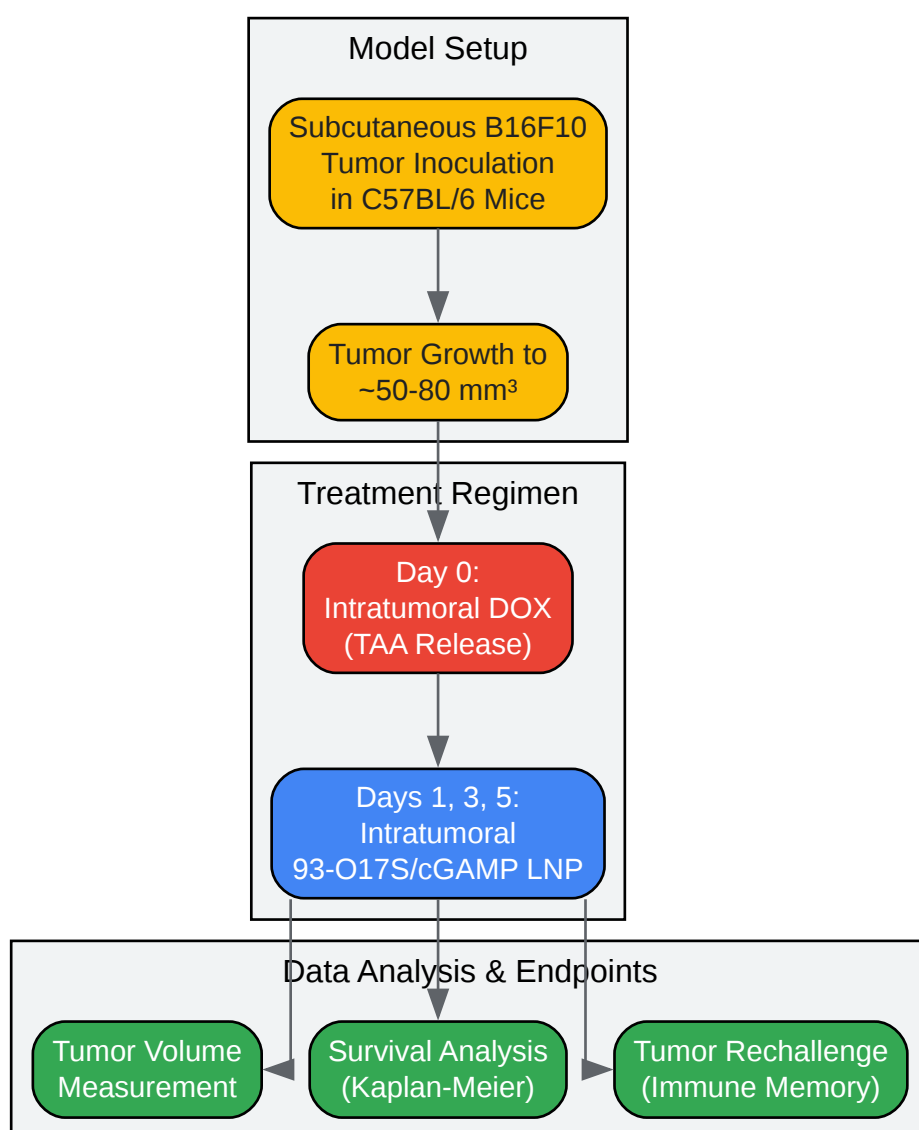 Model Setup
Subcutaneous B16F10
Tumor Inoculation
in C57BL/6 Mice
Tumor Growth to
~50-80 mm³
Treatment Regimen
Day 0:
Intratumoral DOX
(TAA Release)
Days 1, 3, 5:
Intratumoral
93-O17S/cGAMP LNP
Data Analysis & Endpoints
Tumor Volume
Measurement
Survival Analysis
(Kaplan-Meier)
Tumor Rechallenge
(Immune Memory)